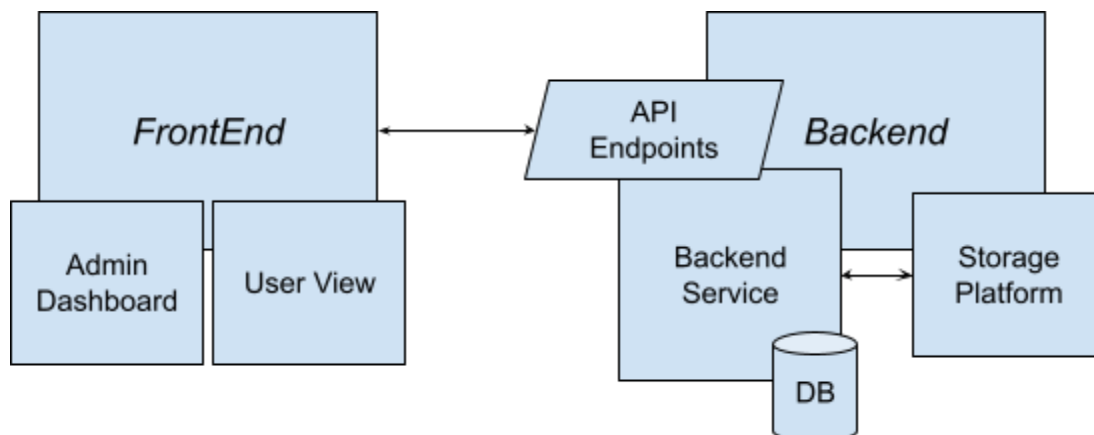 FrontEnd
Admin
Dashboard
User View
API
Endpoints
Backend
Backend
Service
Storage
Platform
DB